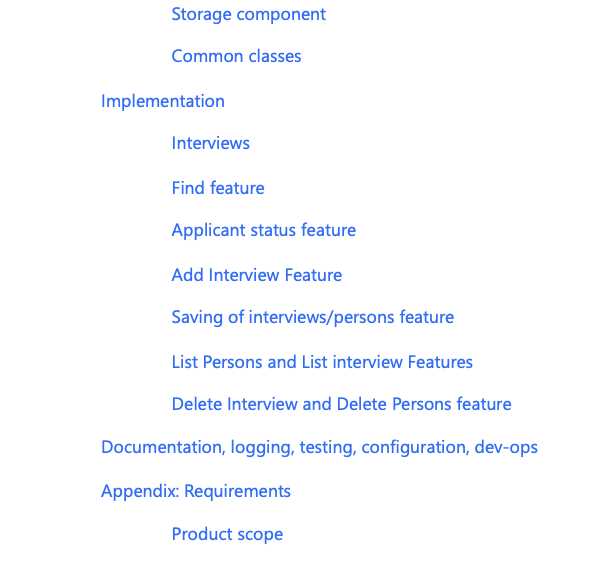 Storage component
Common classes
Implementation
Interviews
Find feature
Applicant status feature
Add Interview Feature
Saving of interviews/persons feature
List Persons and List interview Features
Delete Interview and Delete Persons feature
Documentation, logging, testing, configuration, dev-ops
Appendix: Requirements
Product scope